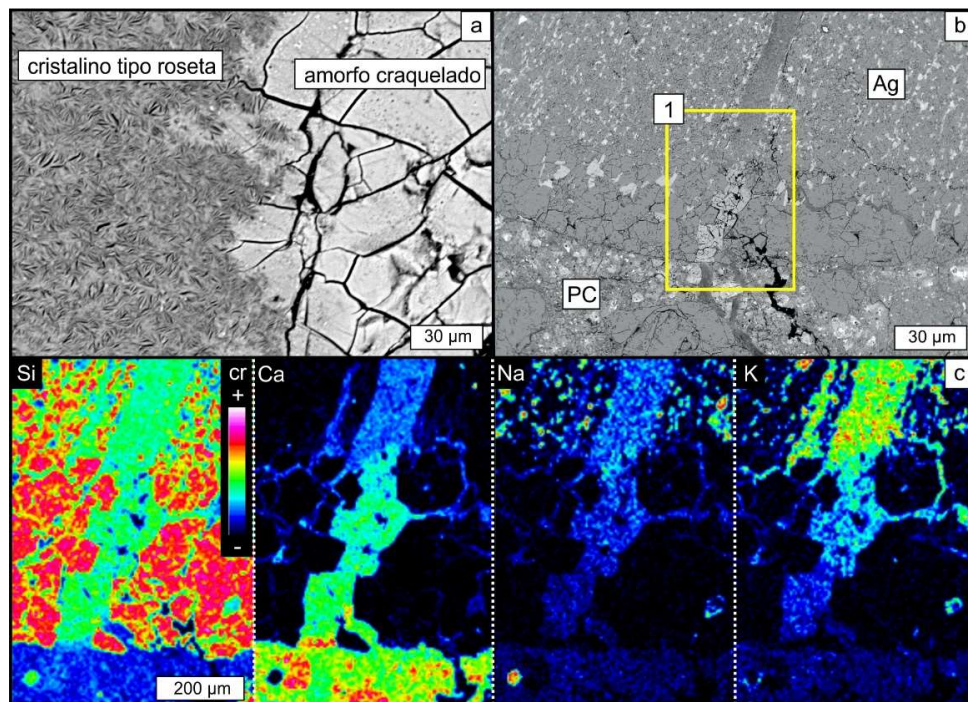 a
cristalino tipo roseta
amorfo craquelado
30 µm
b
Ag
1
PC
30 µm
Si
cr
+
-
200 µm
Ca
Na
K
c